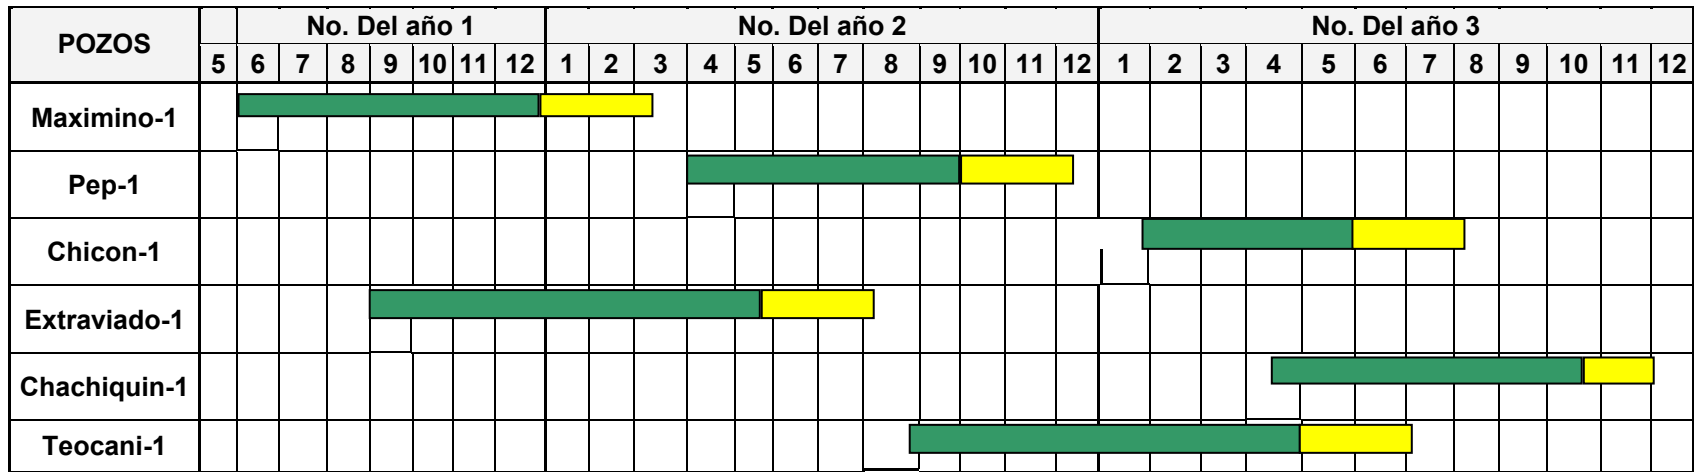 POZOS No. Del año 1 No. Del año 2 No. Del año 3
5 6 7 8 9 10 11 12 1 2 3 4 5 6 7 8 9 10 11 12 1 2 3 4 5 6 7 8 9 10 11 12
Maximino-1
Pep-1
Chicon-1
Extraviado-1
Chachiquin-1
Teocani-1